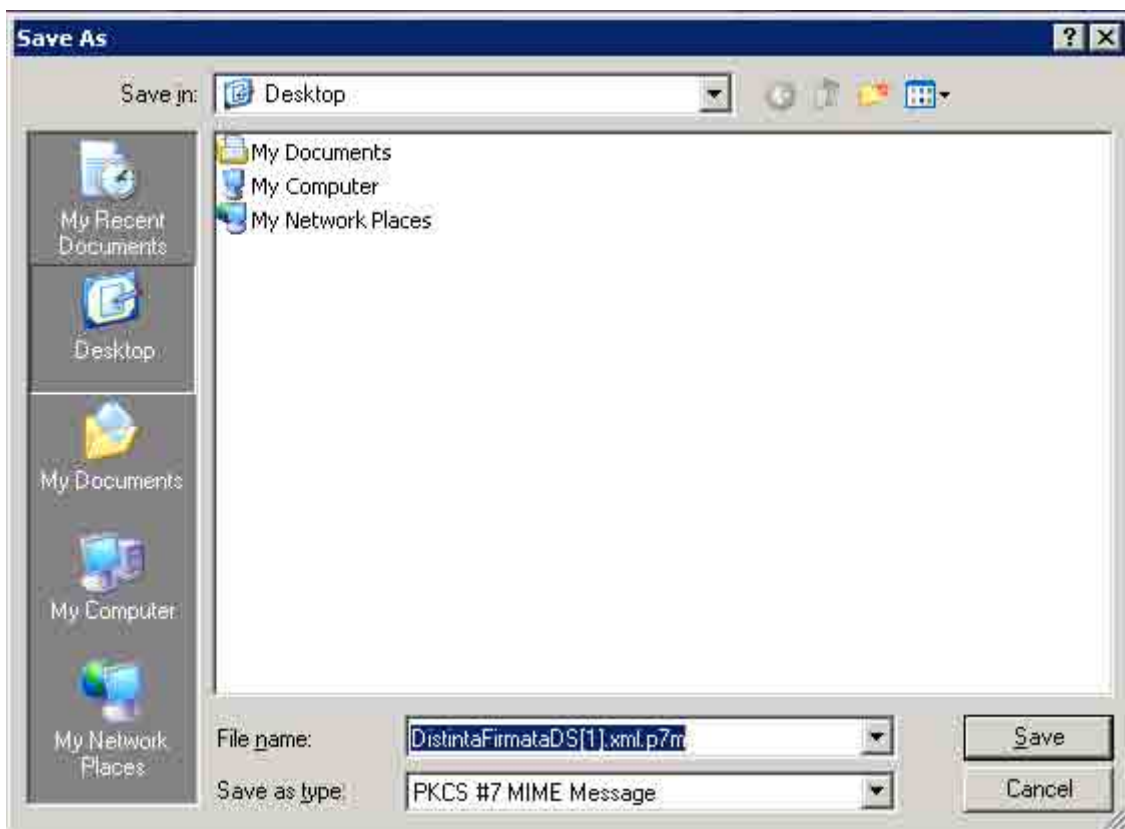 Save As
Save in:
Desktop
My Documents
My Computer
My Network Places
My Recent
Documents
Desktop
My Documents
My Computer
My Network
Places
File name:
DistintaFirmataDS[1].xml.p7m
Save
Save as type:
PKCS #7 MIME Message
Cancel